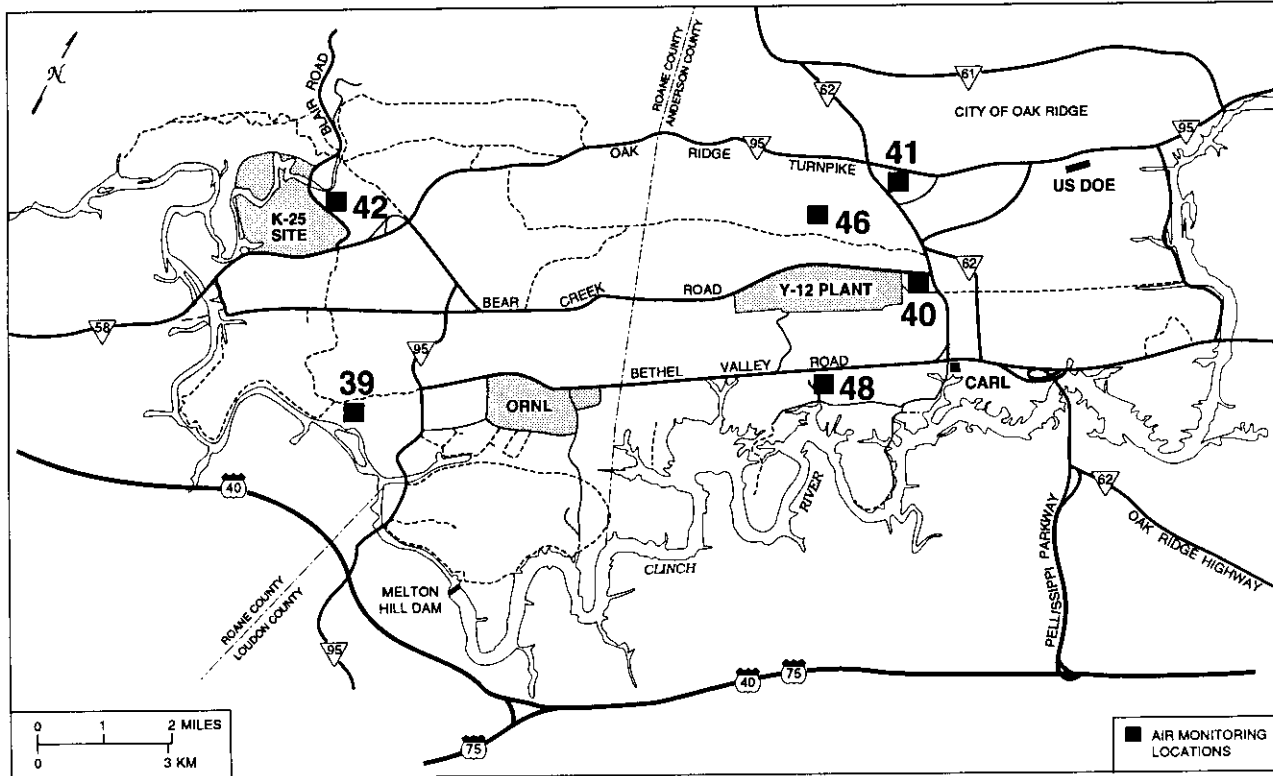 N
BLAIR ROAD
ROANE COUNTY
ANDERSON COUNTY
62
61
CITY OF OAK RIDGE
95
OAK RIDGE 95 TURNPIKE
41
US DOE
K-25
SITE
42
46
62
BEAR CREEK ROAD
Y-12 PLANT
40
58
95
39
BETHEL VALLEY ROAD
48
CARL
ORNL
40
62
RIVER
CLINCH
OAK RIDGE HIGHWAY
PELLISSIPPI PARKWAY
MELTON
HILL DAM
ROANE COUNTY
LOUDON COUNTY
95
40
75
75
0 1 2 MILES
0 3 KM
AIR MONITORING
LOCATIONS